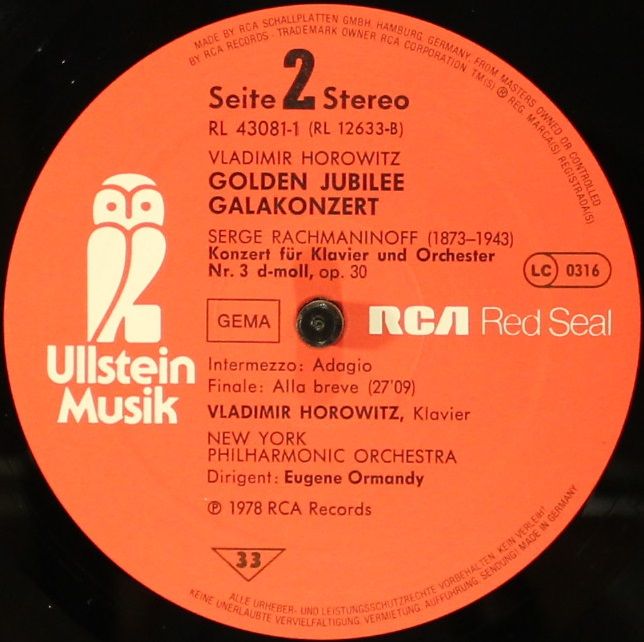 MADE BY RCA SCHALLPLATTEN GMBH, HAMBURG, GERMANY, FROM MASTERS OWNED OR CONTROLLED
BY RCA RECORDS · TRADEMARK OWNER RCA CORPORATION TM(S) ® REG. MARCA(S) REGISTRADA(S)
Seite 2 Stereo
RL 43081-1 (RL 12633-B)
VLADIMIR HOROWITZ
GOLDEN JUBILEE
GALAKONZERT
SERGE RACHMANINOFF (1873–1943)
Konzert für Klavier und Orchester
Nr. 3 d-moll, op. 30
LC 0316
GEMA
RCA Red Seal
Ullstein
Musik
Intermezzo: Adagio
Finale: Alla breve (27'09)
VLADIMIR HOROWITZ, Klavier
NEW YORK
PHILHARMONIC ORCHESTRA
Dirigent: Eugene Ormandy
℗ 1978 RCA Records
33
ALLE URHEBER- UND LEISTUNGSSCHUTZRECHTE VORBEHALTEN. KEIN VERLEIH!
KEINE UNERLAUBTE VERVIELFÄLTIGUNG, VERMIETUNG, AUFFÜHRUNG, SENDUNG! MADE IN GERMANY